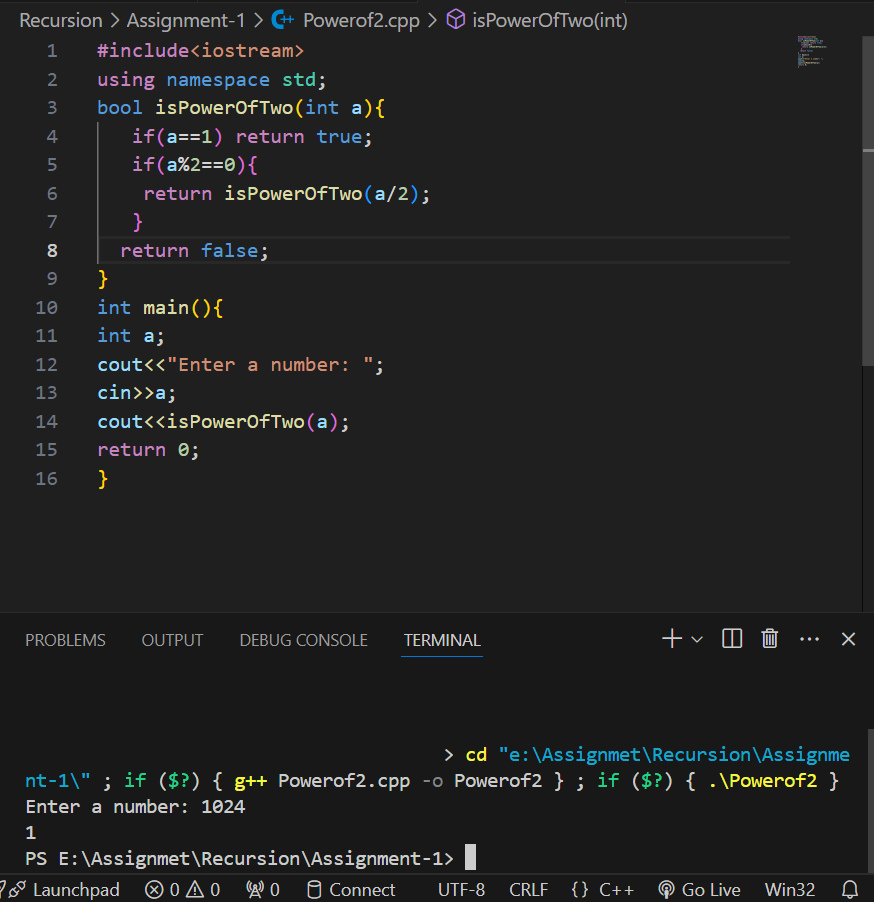 Recursion > Assignment-1 > Powerof2.cpp > isPowerOfTwo(int)
1 #include<iostream>
2 using namespace std;
3 bool isPowerOfTwo(int a){
4 if(a==1) return true;
5 if(a%2==0){
6 return isPowerOfTwo(a/2);
7 }
8 return false;
9 }
10 int main(){
11 int a;
12 cout<<"Enter a number: ";
13 cin>>a;
14 cout<<isPowerOfTwo(a);
15 return 0;
16 }
PROBLEMS OUTPUT DEBUG CONSOLE TERMINAL
> cd "e:\Assignmet\Recursion\Assignme
nt-1\" ; if ($?) { g++ Powerof2.cpp -o Powerof2 } ; if ($?) { .\Powerof2 }
Enter a number: 1024
1
PS E:\Assignmet\Recursion\Assignment-1>
Launchpad 0 0 0 Connect UTF-8 CRLF {} C++ Go Live Win32